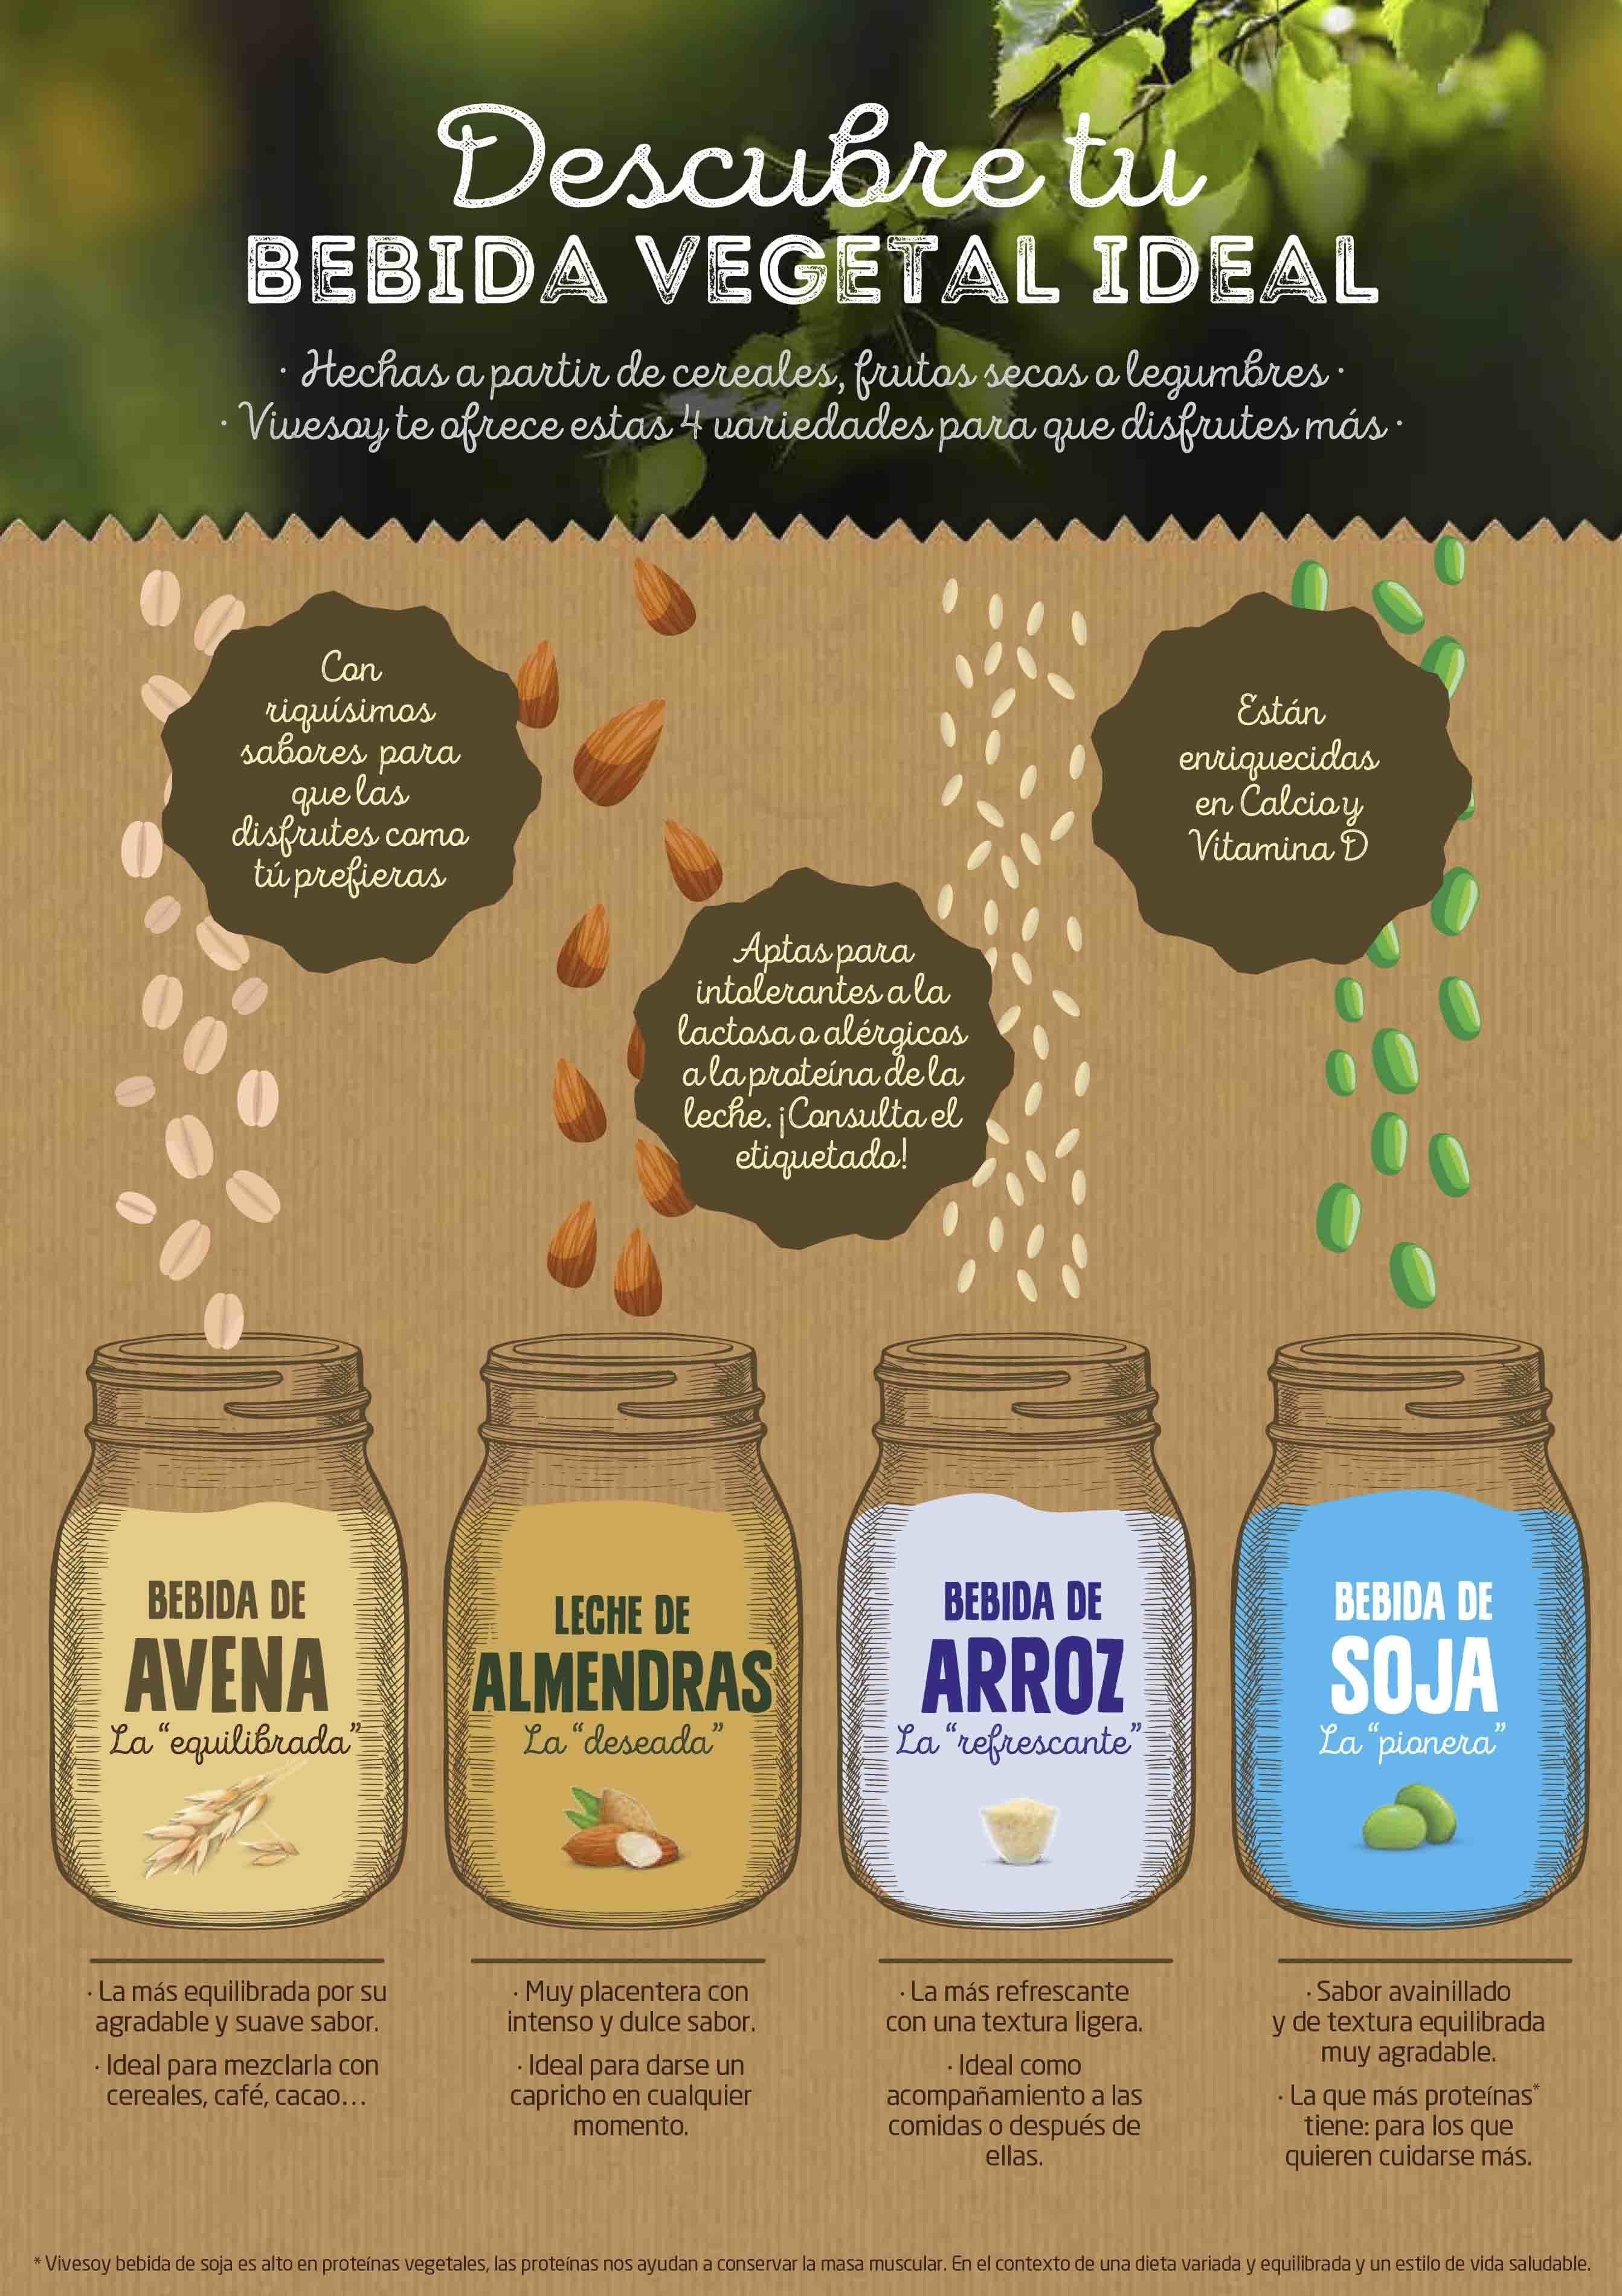 Descubre tu
BEBIDA VEGETAL IDEAL
· Hechas a partir de cereales, frutos secos o legumbres ·
· Vivesoy te ofrece estas 4 variedades para que disfrutes más ·
Con
riquísimos
sabores para
que las
disfrutes como
tú prefieras
Aptas para
intolerantes a la
lactosa o alérgicos
a la proteína de la
leche. ¡Consulta el
etiquetado!
Están
enriquecidas
en Calcio y
Vitamina D
BEBIDA DE
AVENA
La “equilibrada”
LECHE DE
ALMENDRAS
La “deseada”
BEBIDA DE
ARROZ
La “refrescante”
BEBIDA DE
SOJA
La “pionera”
· La más equilibrada por su
agradable y suave sabor.
· Ideal para mezclarla con
cereales, café, cacao...
· Muy placentera con
intenso y dulce sabor.
· Ideal para darse un
capricho en cualquier
momento.
· La más refrescante
con una textura ligera.
· Ideal como
acompañamiento a las
comidas o después de
ellas.
· Sabor avainillado
y de textura equilibrada
muy agradable.
· La que más proteínas*
tiene: para los que
quieren cuidarse más.
* Vivesoy bebida de soja es alto en proteínas vegetales, las proteínas nos ayudan a conservar la masa muscular. En el contexto de una dieta variada y equilibrada y un estilo de vida saludable.